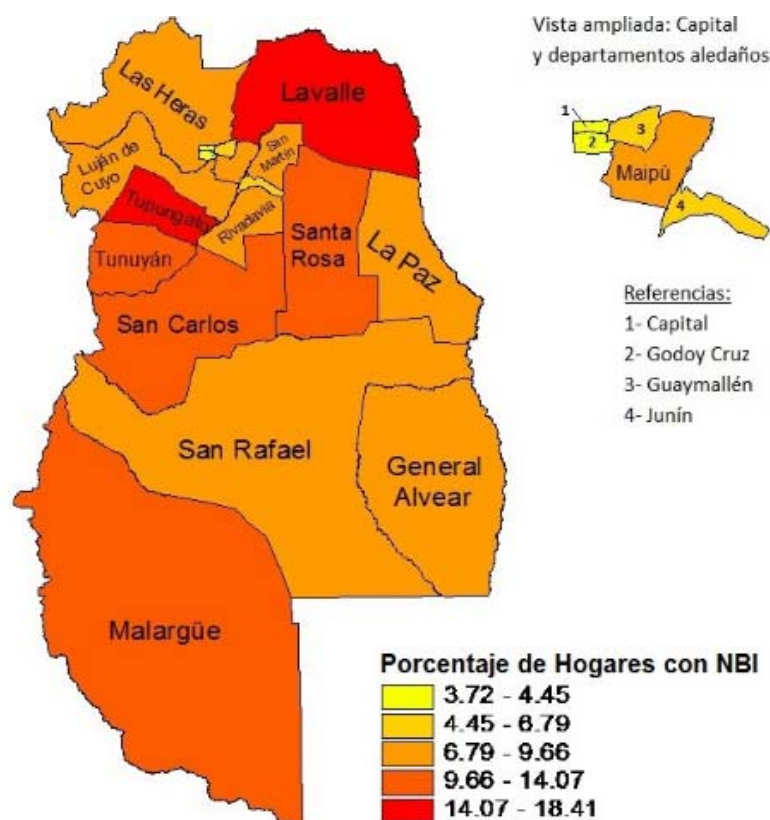 Vista ampliada: Capital
y departamentos aledaños
1
2
3
Maipú
4
Referencias:
1- Capital
2- Godoy Cruz
3- Guaymallén
4- Junín
Las Heras
Lavalle
Luján de
Cuyo
San
Martín
Tupungato
Rivadavia
Tunuyán
Santa
Rosa
La Paz
San Carlos
San Rafael
General
Alvear
Malargüe
Porcentaje de Hogares con NBI
3.72 - 4.45
4.45 - 6.79
6.79 - 9.66
9.66 - 14.07
14.07 - 18.41